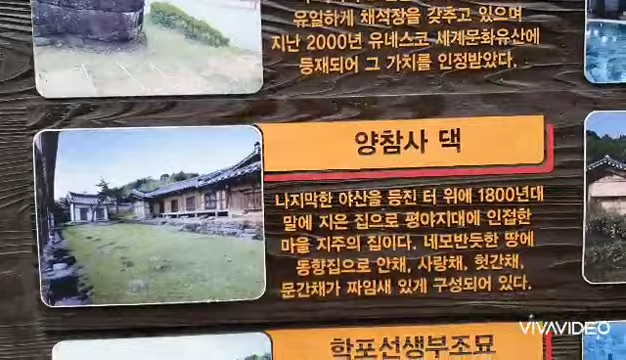 유일하게 채석장을 갖추고 있으며
지난 2000년 유네스코 세계문화유산에
등재되어 그 가치를 인정받았다.
양참사 댁
나지막한 야산을 등진 터 위에 1800년대
말에 지은 집으로 평야지대에 인접한
마을 지주의 집이다. 네모반듯한 땅에
동향집으로 안채, 사랑채, 헛간채,
문간채가 짜임새 있게 구성되어 있다.
학포선생부조묘
VIVAVIDEO